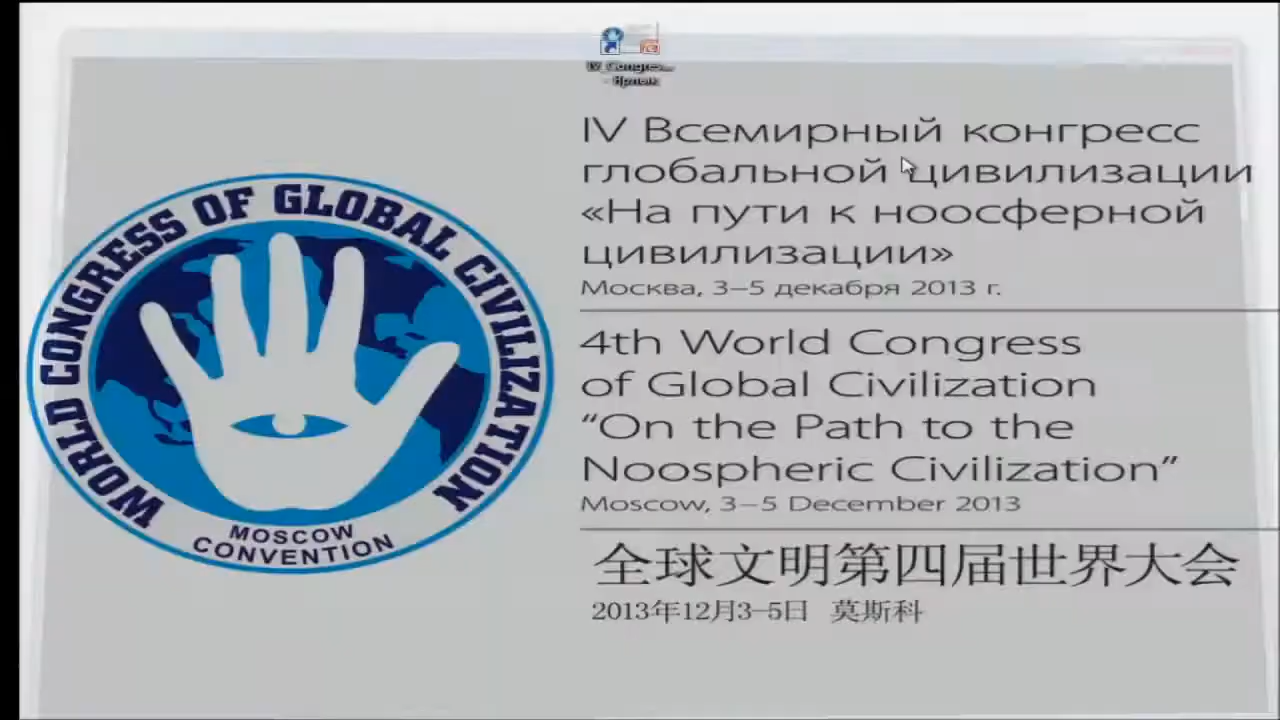 IV_Congres...
- Ярлык
IV Всемирный конгресс
глобальной цивилизации
«На пути к ноосферной
цивилизации»
Москва, 3–5 декабря 2013 г.
4th World Congress
of Global Civilization
“On the Path to the
Noospheric Civilization”
Moscow, 3–5 December 2013
全球文明第四届世界大会
2013年12月3–5日 莫斯科
WORLD CONGRESS OF GLOBAL CIVILIZATION
MOSCOW
CONVENTION